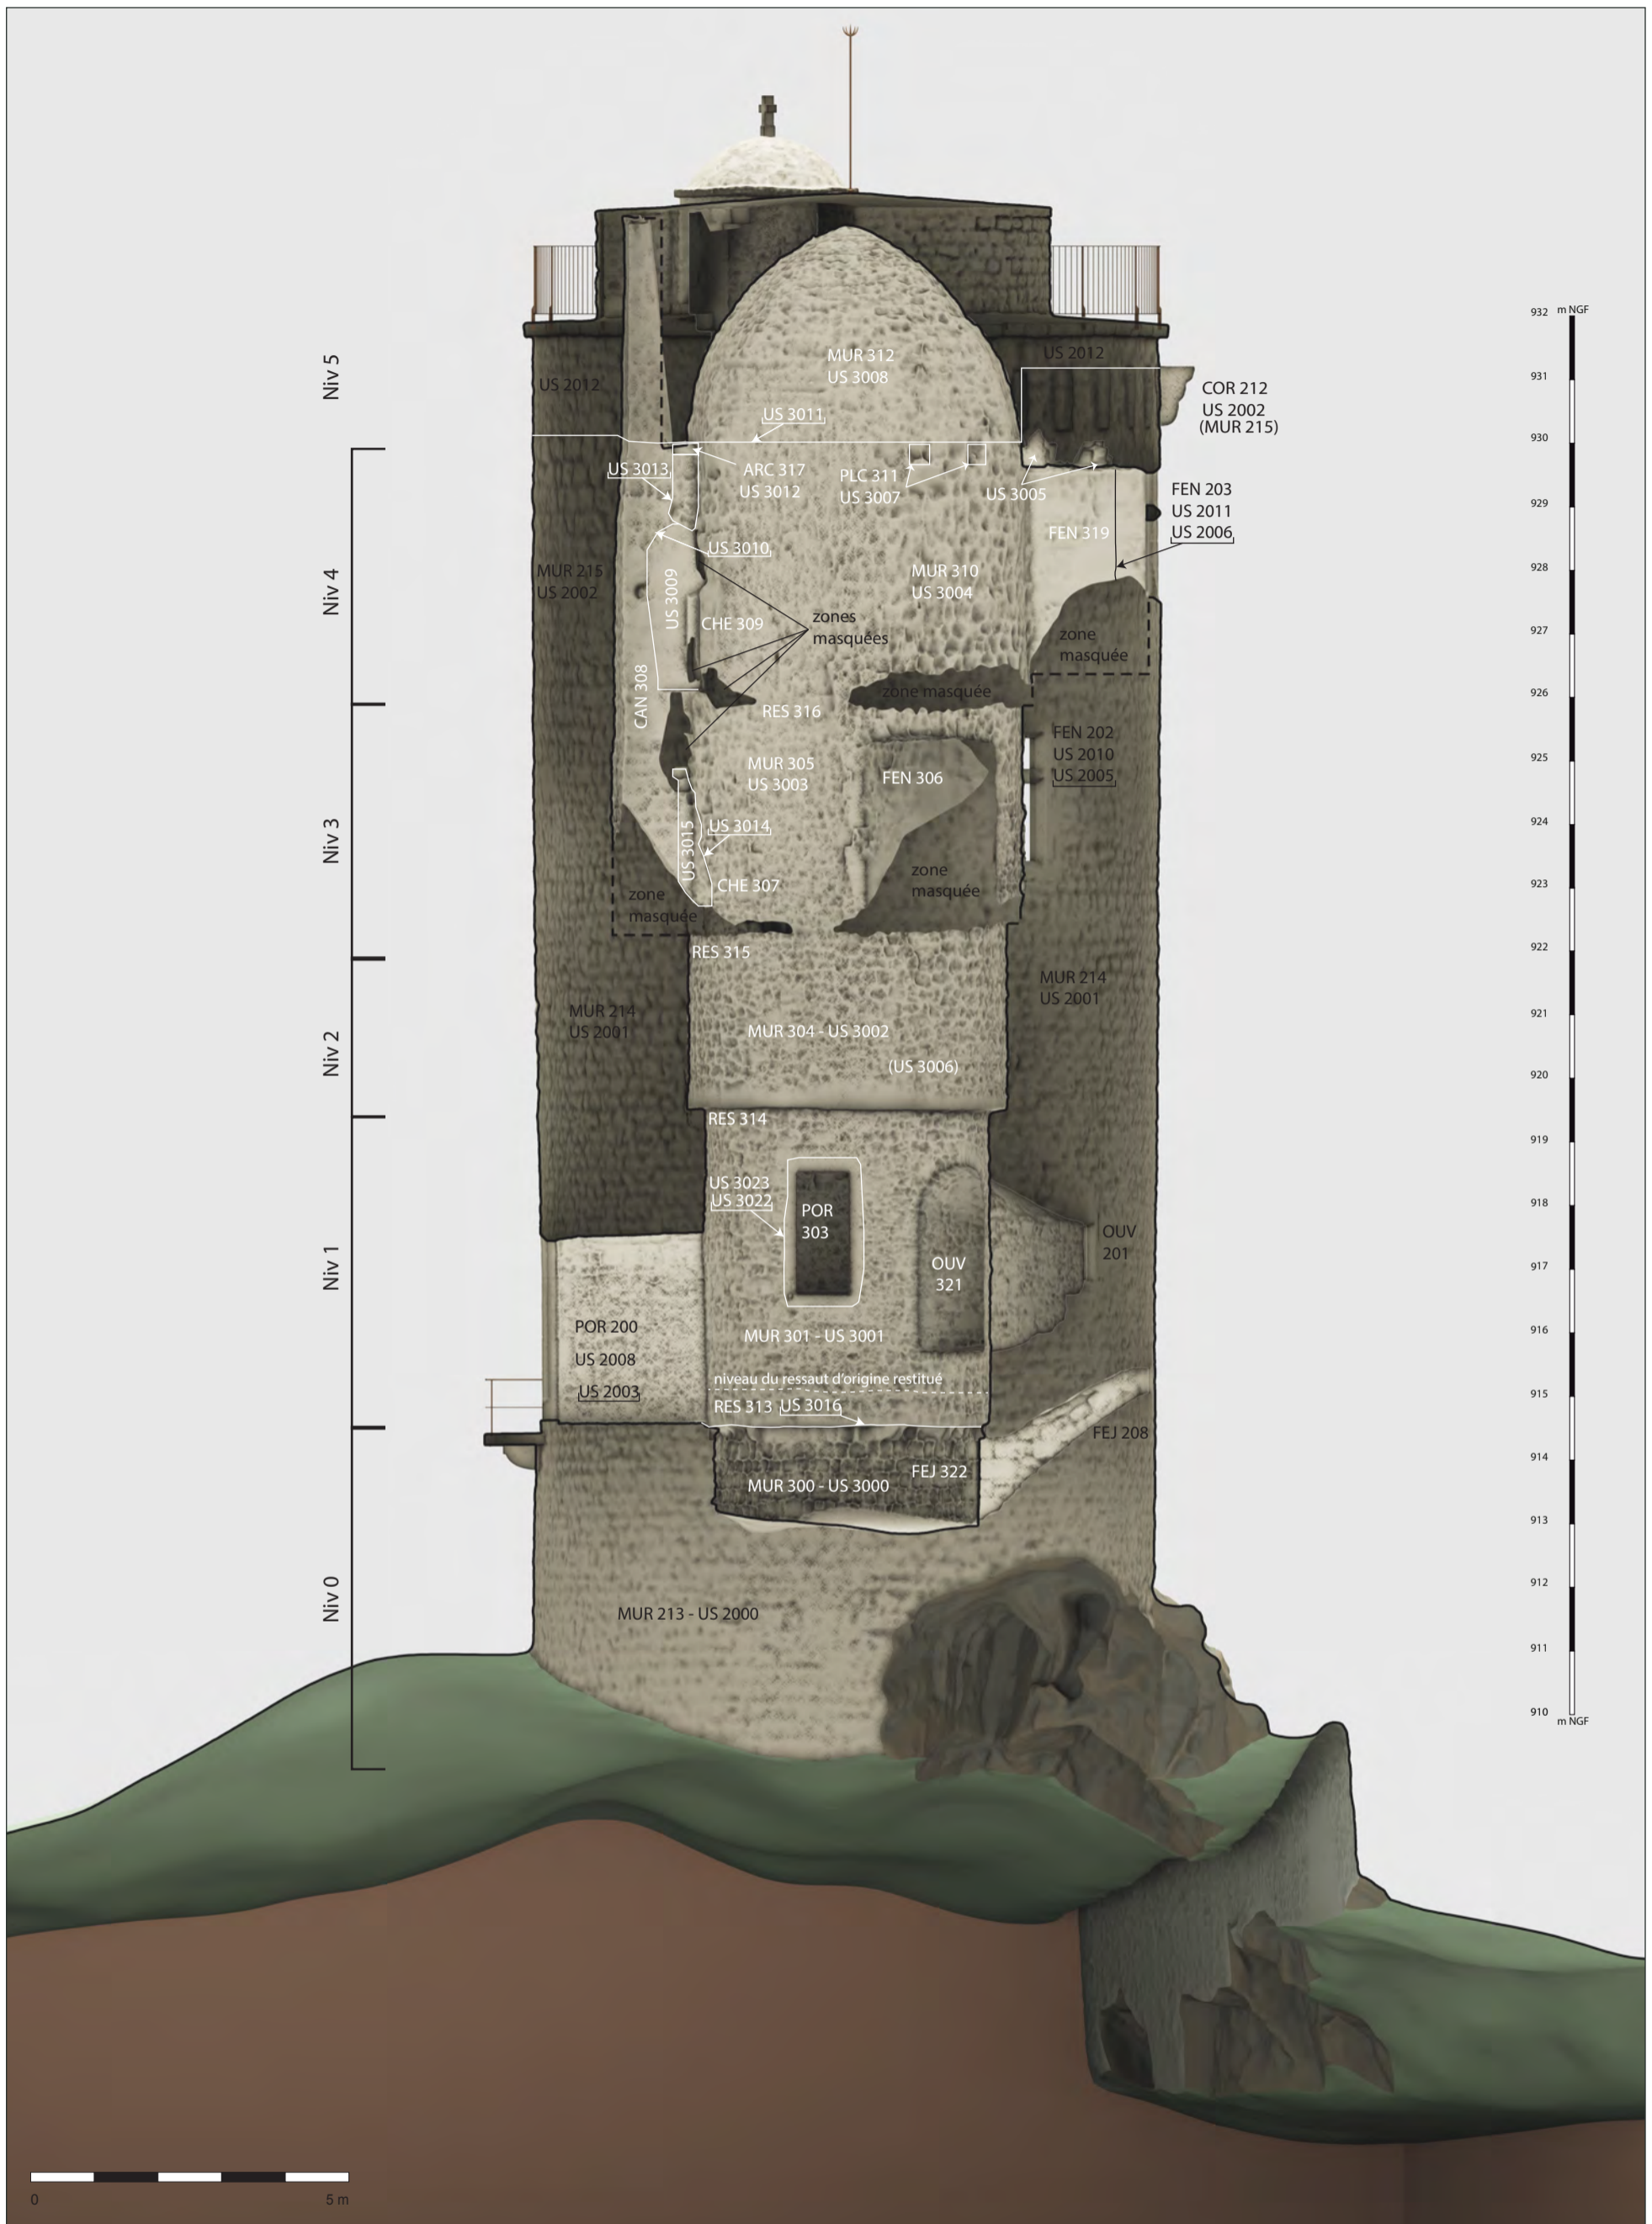 932 m NGF
Niv 5
US 2012
MUR 312
US 3008
US 2012
931
COR 212
US 2002
(MUR 215)
US 3011
930
US 3013
ARC 317
US 3012
PLC 311
US 3007
US 3005
929
FEN 203
US 2011
US 2006
FEN 319
US 3010
Niv 4
MUR 215
US 2002
US 3009
MUR 310
US 3004
928
CHE 309
zones
masquées
zone
masquée
927
CAN 308
zone masquée
926
RES 316
FEN 202
US 2010
US 2005
MUR 305
US 3003
FEN 306
925
Niv 3
US 3015
US 3014
924
CHE 307
zone
masquée
zone
masquée
923
RES 315
922
MUR 214
US 2001
MUR 214
US 2001
921
Niv 2
MUR 304 - US 3002
(US 3006)
920
RES 314
919
US 3023
US 3022
POR
303
918
OUV
201
OUV
321
917
Niv 1
POR 200
US 2008
US 2003
MUR 301 - US 3001
916
niveau du ressaut d'origine restitué
915
RES 313 US 3016
FEJ 208
914
FEJ 322
MUR 300 - US 3000
913
Niv 0
912
MUR 213 - US 2000
911
910 m NGF
0 5 m